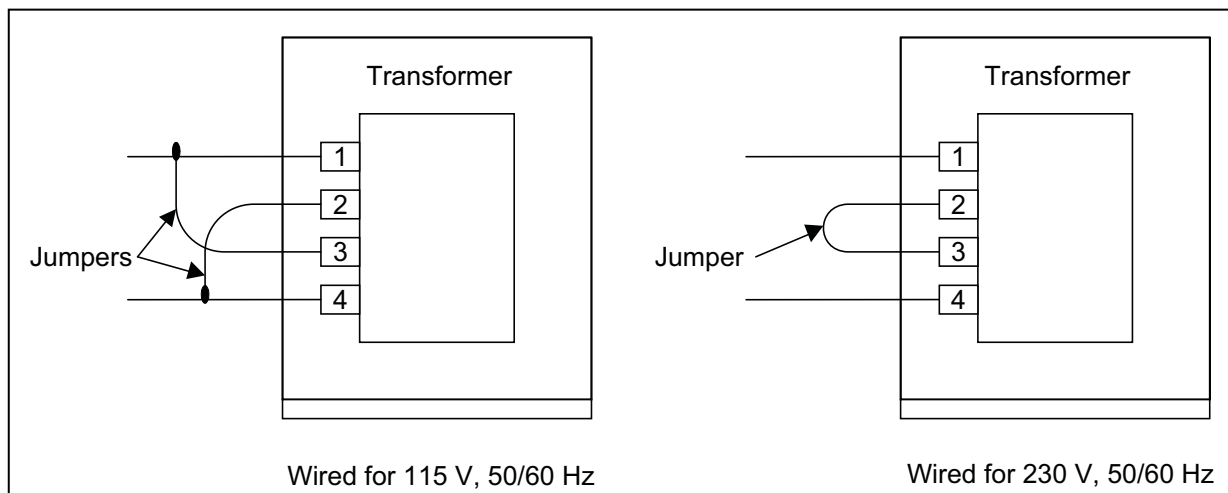 Transformer
1
2
3
4
Jumpers
Wired for 115 V, 50/60 Hz
Transformer
1
2
3
4
Jumper
Wired for 230 V, 50/60 Hz